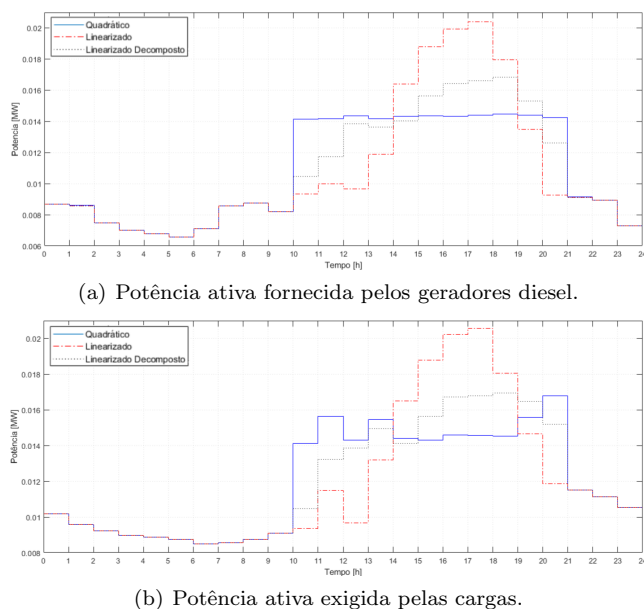 0.02
0.018
0.016
0.014
0.012
0.01
0.008
0.006
Potencia [MW]
Quadrático
Linearizado
Linearizado Decomposto
0 1 2 3 4 5 6 7 8 9 10 11 12 13 14 15 16 17 18 19 20 21 22 23 24
Tempo [h]
(a) Potência ativa fornecida pelos geradores diesel.
0.02
0.018
0.016
0.014
0.012
0.01
0.008
Potência [MW]
Quadrático
Linearizado
Linearizado Decomposto
0 1 2 3 4 5 6 7 8 9 10 11 12 13 14 15 16 17 18 19 20 21 22 23 24
Tempo [h]
(b) Potência ativa exigida pelas cargas.